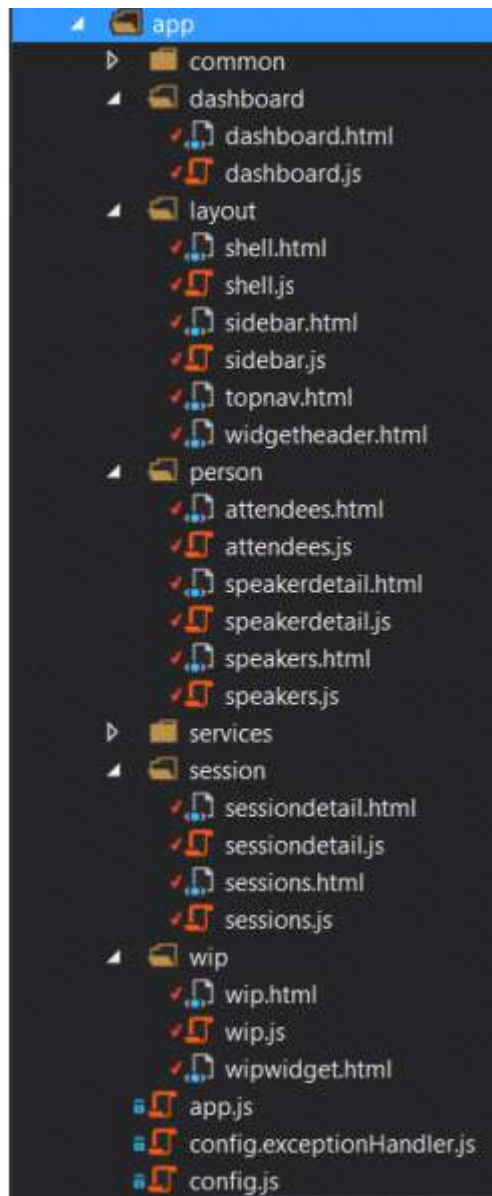 app
common
dashboard
dashboard.html
dashboard.js
layout
shell.html
shell.js
sidebar.html
sidebar.js
topnav.html
widgetheader.html
person
attendees.html
attendees.js
speakerdetail.html
speakerdetail.js
speakers.html
speakers.js
services
session
sessiondetail.html
sessiondetail.js
sessions.html
sessions.js
wip
wip.html
wip.js
wipwidget.html
app.js
config.exceptionHandler.js
config.js